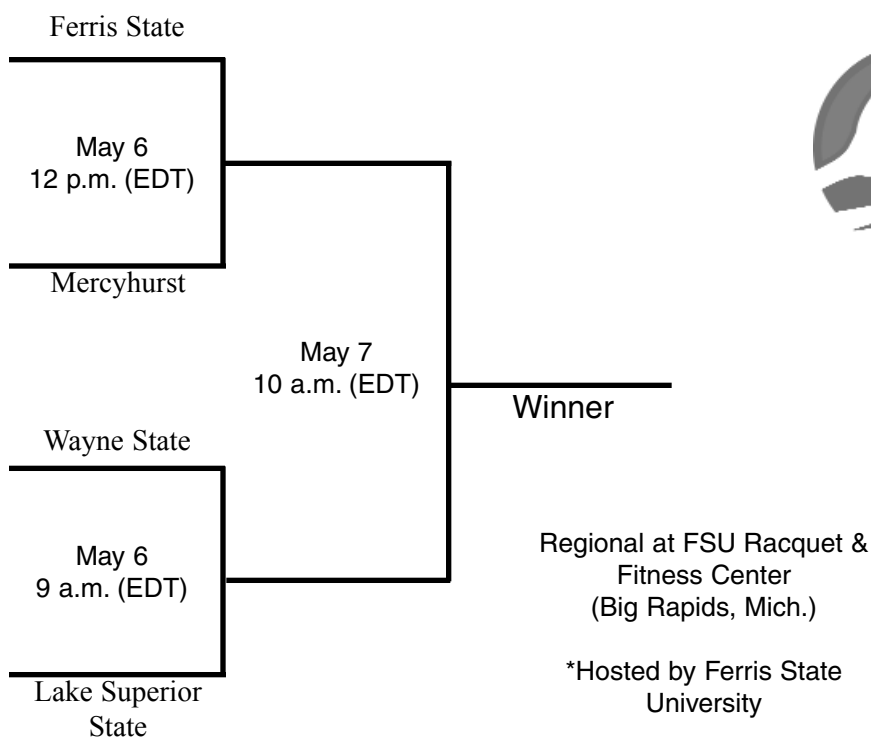 Ferris State
May 6
12 p.m. (EDT)
Mercyhurst
May 7
10 a.m. (EDT)
Winner
Wayne State
May 6
9 a.m. (EDT)
Lake Superior
State
Regional at FSU Racquet &
Fitness Center
(Big Rapids, Mich.)
*Hosted by Ferris State
University